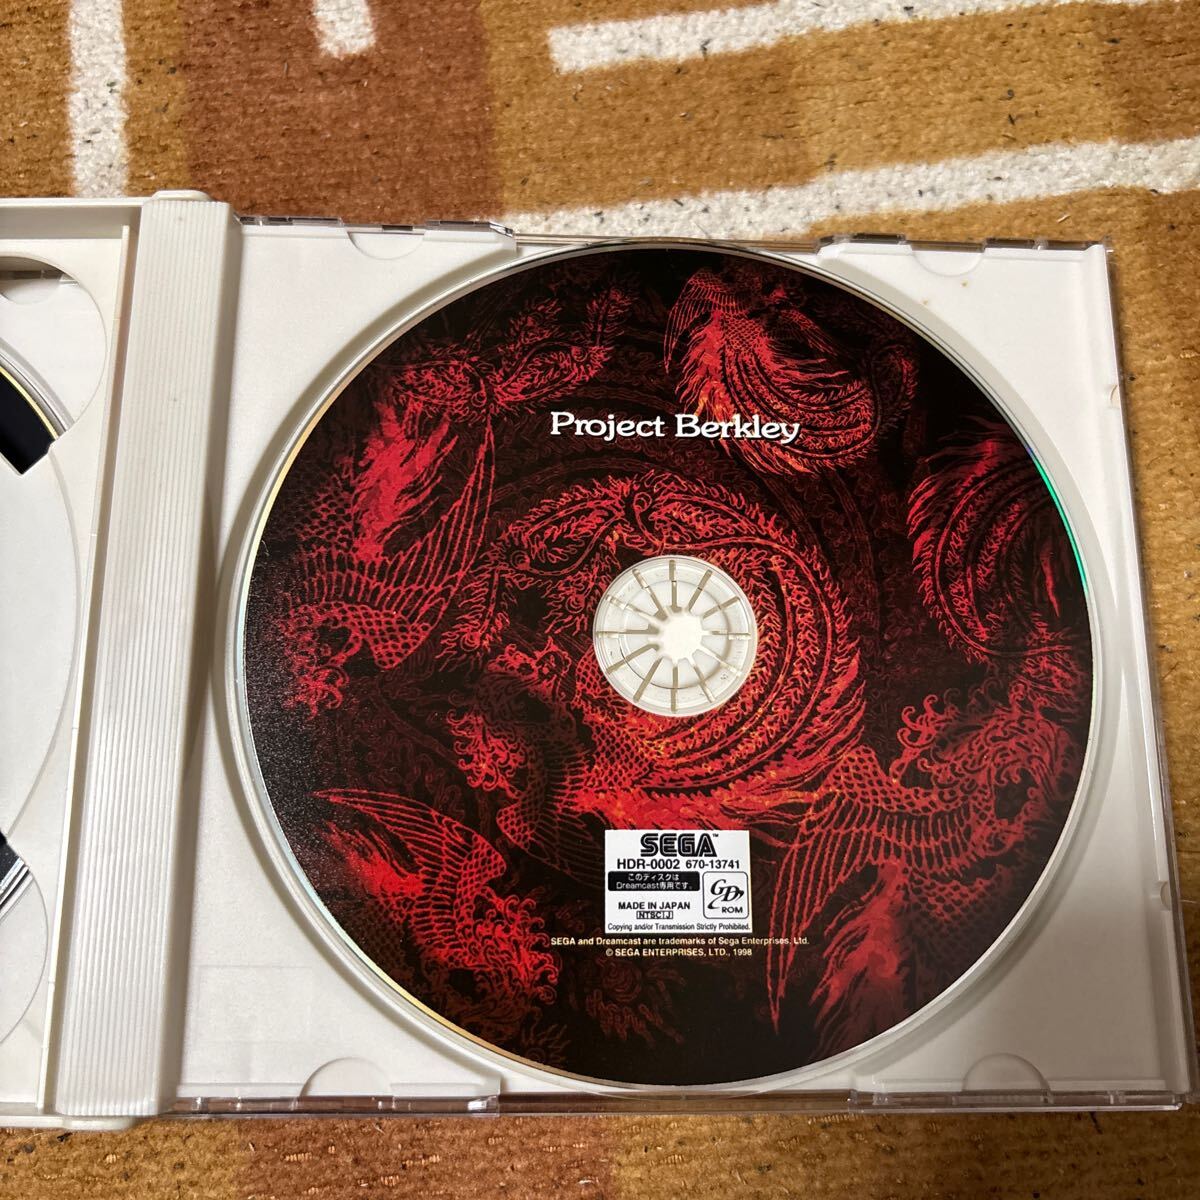 Project Berkley
SEGA™
HDR-0002 670-13741
このディスクは
Dreamcast専用です。
MADE IN JAPAN
NTSC J
GD ROM
Copying and/or Transmission Strictly Prohibited.
SEGA and Dreamcast are trademarks of Sega Enterprises, Ltd.
© SEGA ENTERPRISES, LTD., 1998